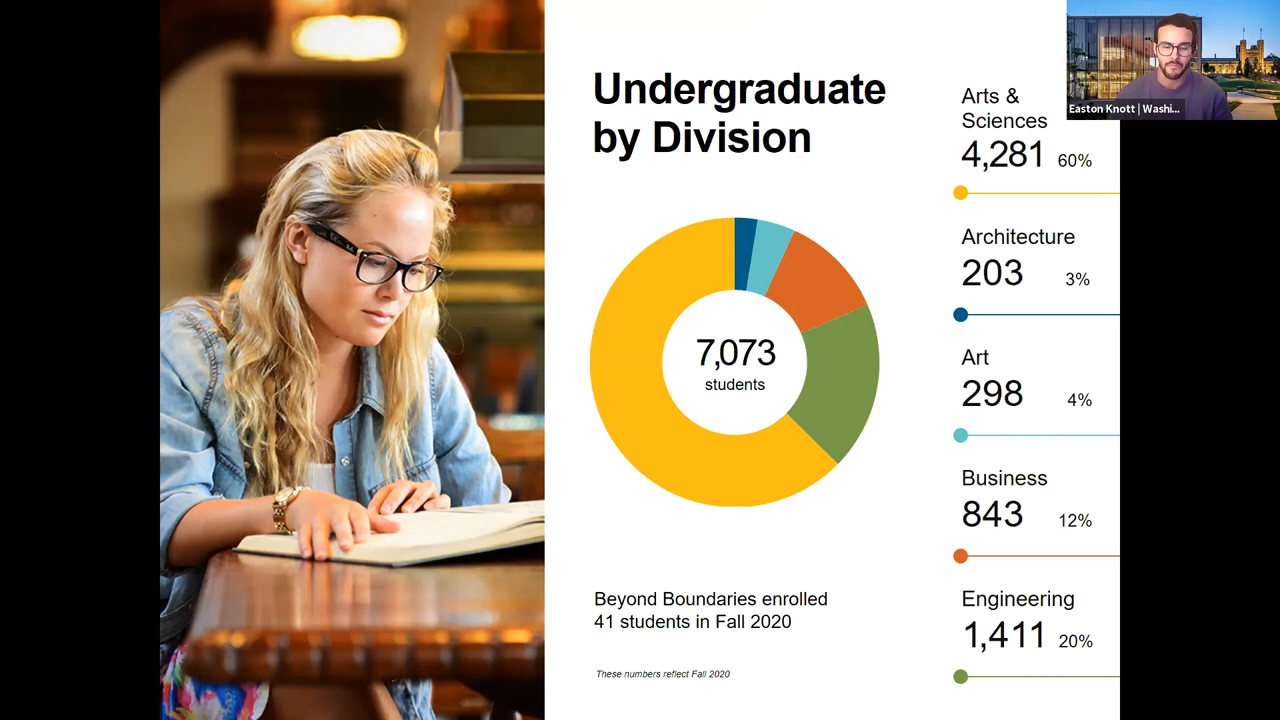 Undergraduate
by Division
7,073
students
Beyond Boundaries enrolled
41 students in Fall 2020
These numbers reflect Fall 2020
Arts &
Sciences
4,281 60%
Architecture
203 3%
Art
298 4%
Business
843 12%
Engineering
1,411 20%
Easton Knott | Washi...